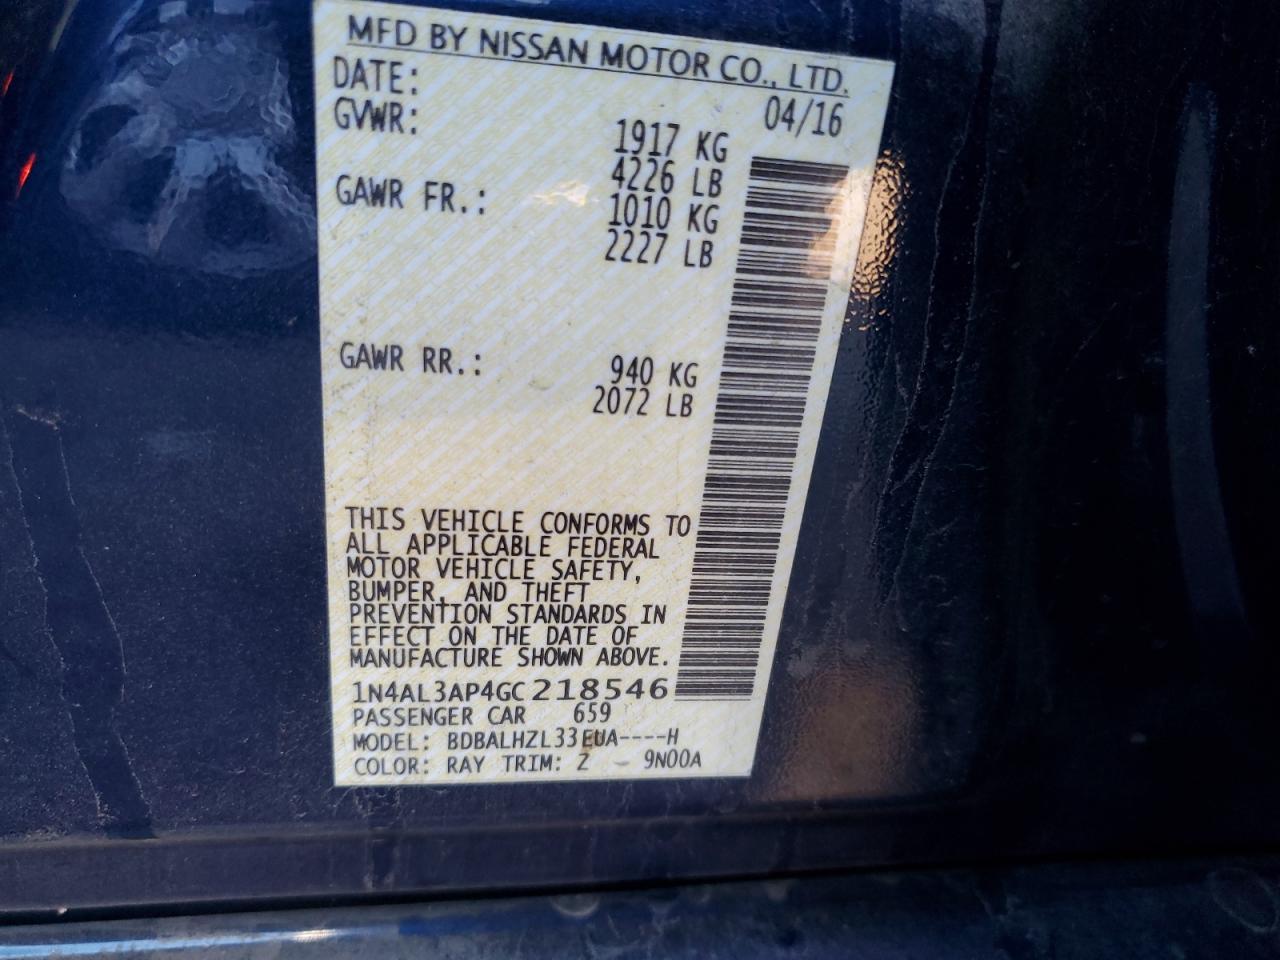 MFD BY NISSAN MOTOR CO., LTD.
DATE: 04/16
GVWR: 1917 KG
4226 LB
GAWR FR.: 1010 KG
2227 LB
GAWR RR.: 940 KG
2072 LB
THIS VEHICLE CONFORMS TO
ALL APPLICABLE FEDERAL
MOTOR VEHICLE SAFETY,
BUMPER, AND THEFT
PREVENTION STANDARDS IN
EFFECT ON THE DATE OF
MANUFACTURE SHOWN ABOVE.
1N4AL3AP4GC218546
PASSENGER CAR 659
MODEL: BDBALHZL33EUA----H
COLOR: RAY TRIM: Z - 9N00A